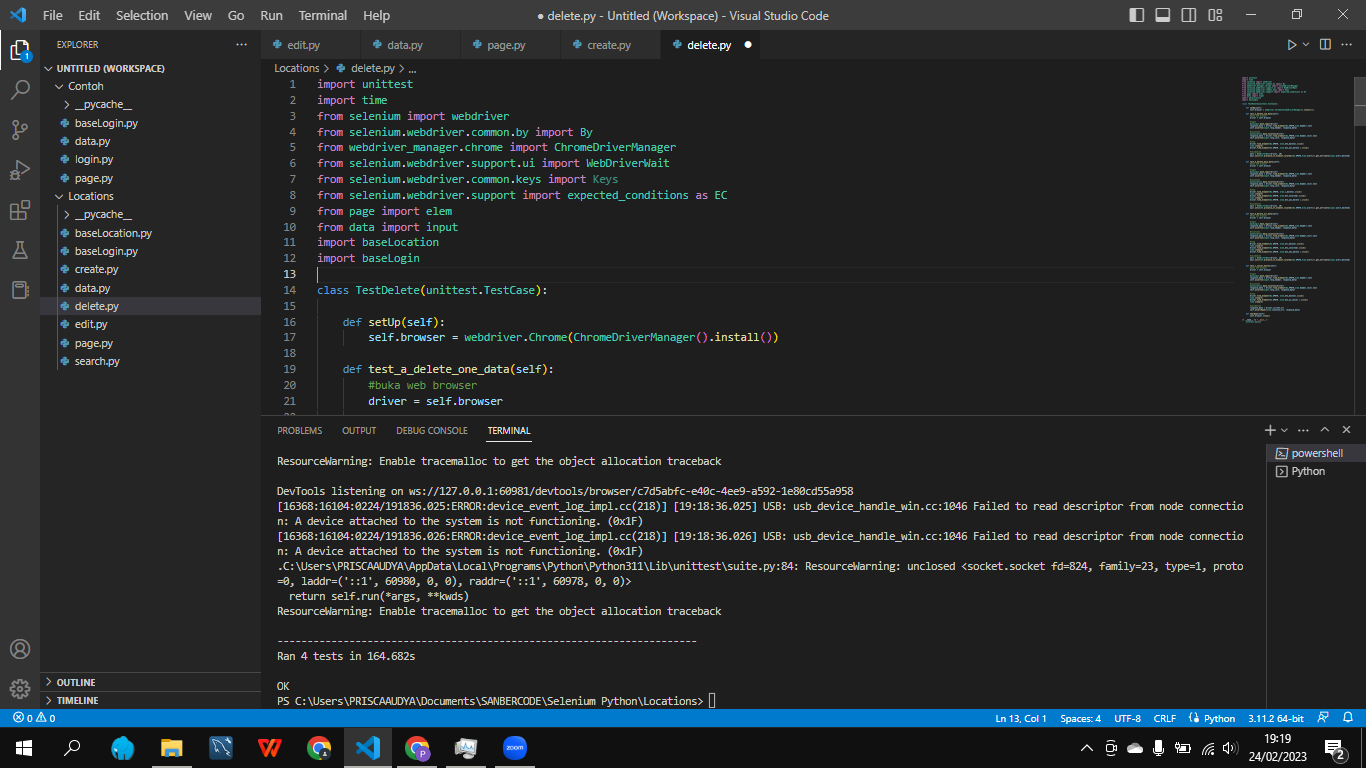 File Edit Selection View Go Run Terminal Help
● delete.py - Untitled (Workspace) - Visual Studio Code
EXPLORER
UNTITLED (WORKSPACE)
Contoh
__pycache__
baseLogin.py
data.py
login.py
page.py
Locations
__pycache__
baseLocation.py
baseLogin.py
create.py
data.py
delete.py
edit.py
page.py
search.py
OUTLINE
TIMELINE
1
edit.py data.py page.py create.py delete.py
Locations > delete.py > ...
1 import unittest
2 import time
3 from selenium import webdriver
4 from selenium.webdriver.common.by import By
5 from webdriver_manager.chrome import ChromeDriverManager
6 from selenium.webdriver.support.ui import WebDriverWait
7 from selenium.webdriver.common.keys import Keys
8 from selenium.webdriver.support import expected_conditions as EC
9 from page import elem
10 from data import input
11 import baseLocation
12 import baseLogin
13
14 class TestDelete(unittest.TestCase):
15
16 def setUp(self):
17 self.browser = webdriver.Chrome(ChromeDriverManager().install())
18
19 def test_a_delete_one_data(self):
20 #buka web browser
21 driver = self.browser
PROBLEMS OUTPUT DEBUG CONSOLE TERMINAL
powershell
Python
ResourceWarning: Enable tracemalloc to get the object allocation traceback
DevTools listening on ws://127.0.0.1:60981/devtools/browser/c7d5abfc-e40c-4ee9-a592-1e80cd55a958
[16368:16104:0224/191836.025:ERROR:device_event_log_impl.cc(218)] [19:18:36.025] USB: usb_device_handle_win.cc:1046 Failed to read descriptor from node connectio
n: A device attached to the system is not functioning. (0x1F)
[16368:16104:0224/191836.026:ERROR:device_event_log_impl.cc(218)] [19:18:36.026] USB: usb_device_handle_win.cc:1046 Failed to read descriptor from node connectio
n: A device attached to the system is not functioning. (0x1F)
.C:\Users\PRISCAAUDYA\AppData\Local\Programs\Python\Python311\Lib\unittest\suite.py:84: ResourceWarning: unclosed <socket.socket fd=824, family=23, type=1, proto
=0, laddr=('::1', 60980, 0, 0), raddr=('::1', 60978, 0, 0)>
return self.run(*args, **kwds)
ResourceWarning: Enable tracemalloc to get the object allocation traceback
----------------------------------------------------------------------
Ran 4 tests in 164.682s
OK
PS C:\Users\PRISCAAUDYA\Documents\SANBERCODE\Selenium Python\Locations>
0 0
Ln 13, Col 1 Spaces: 4 UTF-8 CRLF Python 3.11.2 64-bit
zoom
19:19
24/02/2023
2